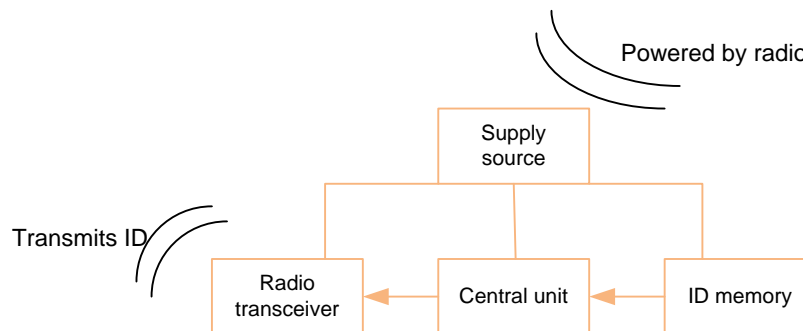 Powered by radio
Supply
source
Transmits ID
Radio
transceiver
Central unit
ID memory